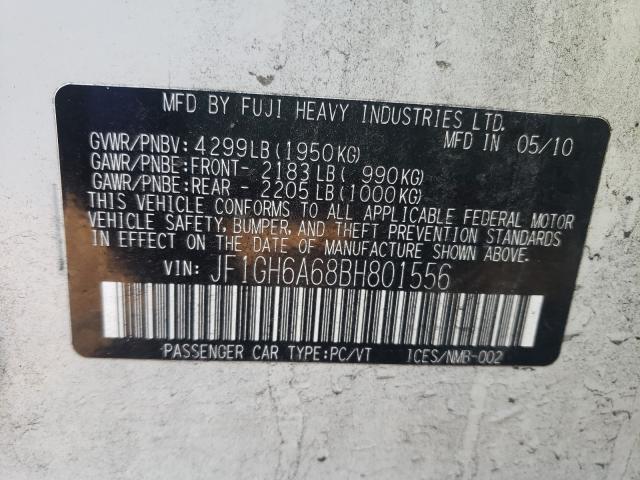 MFD BY FUJI HEAVY INDUSTRIES LTD.
MFD IN 05/10
GVWR/PNBV: 4299LB(1950KG)
GAWR/PNBE:FRONT- 2183LB( 990KG)
GAWR/PNBE:REAR - 2205LB(1000KG)
THIS VEHICLE CONFORMS TO ALL APPLICABLE FEDERAL MOTOR
VEHICLE SAFETY, BUMPER, AND THEFT PREVENTION STANDARDS
IN EFFECT ON THE DATE OF MANUFACTURE SHOWN ABOVE.
VIN: JF1GH6A68BH801556
PASSENGER CAR TYPE:PC/VT ICES/NMB-002